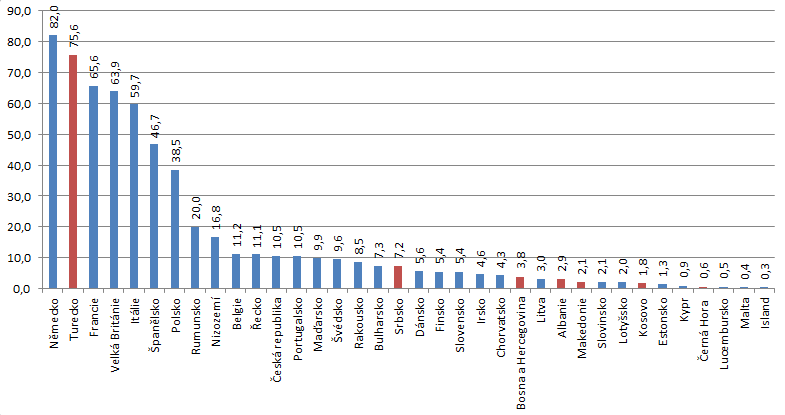 90,0
80,0
70,0
60,0
50,0
40,0
30,0
20,0
10,0
0,0
82,0
75,6
65,6
63,9
59,7
46,7
38,5
20,0
16,8
11,2
11,1
10,5
10,5
9,9
9,6
8,5
7,3
7,2
5,6
5,4
5,4
4,6
4,3
3,8
3,0
2,9
2,1
2,1
2,0
1,8
1,3
0,9
0,6
0,5
0,4
0,3
Německo
Turecko
Francie
Velká Británie
Itálie
Španělsko
Polsko
Rumunsko
Nizozemí
Belgie
Řecko
Česká republika
Portugalsko
Maďarsko
Švédsko
Rakousko
Bulharsko
Srbsko
Dánsko
Finsko
Slovensko
Irsko
Chorvatsko
Bosna a Hercegovina
Litva
Albanie
Makedonie
Slovinsko
Lotyšsko
Kosovo
Estonsko
Kypr
Černá Hora
Lucembursko
Malta
Island